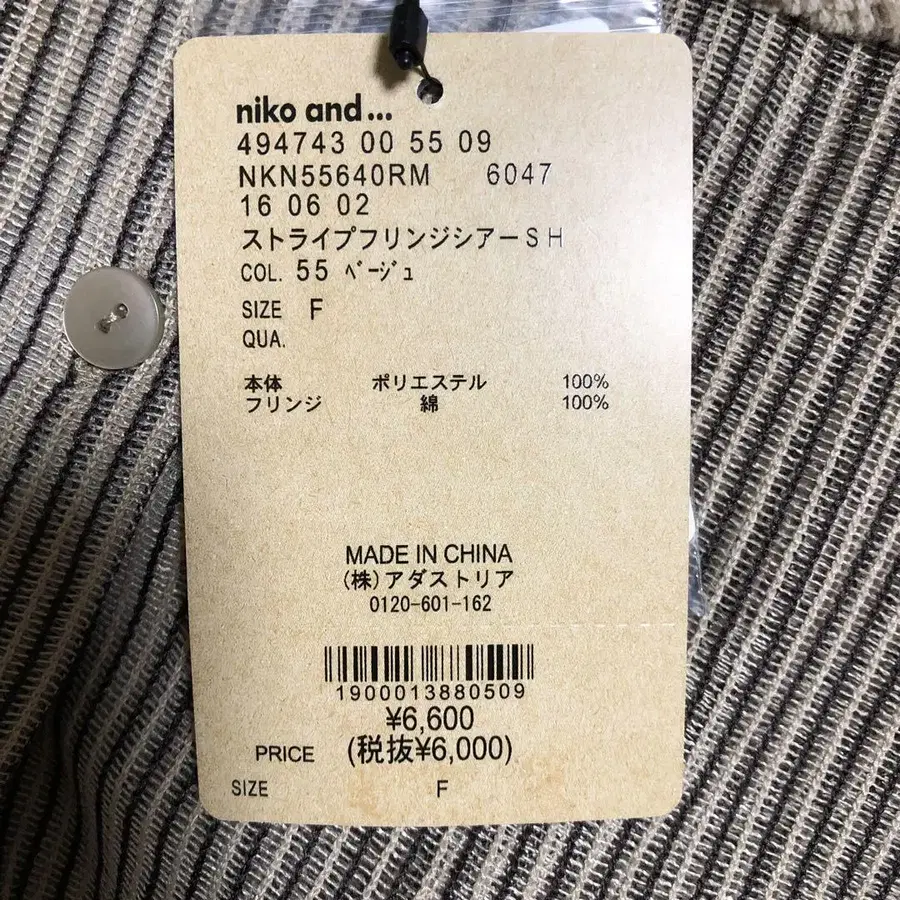 niko and...
494743 00 55 09
NKN55640RM 6047
16 06 02
ストライプフリンジシアーSH
COL. 55 ベージュ
SIZE F
QUA.
本体 ポリエステル 100%
フリンジ 綿 100%
MADE IN CHINA
(株)アダストリア
0120-601-162
1900013880509
¥6,600
PRICE (税抜¥6,000)
SIZE F